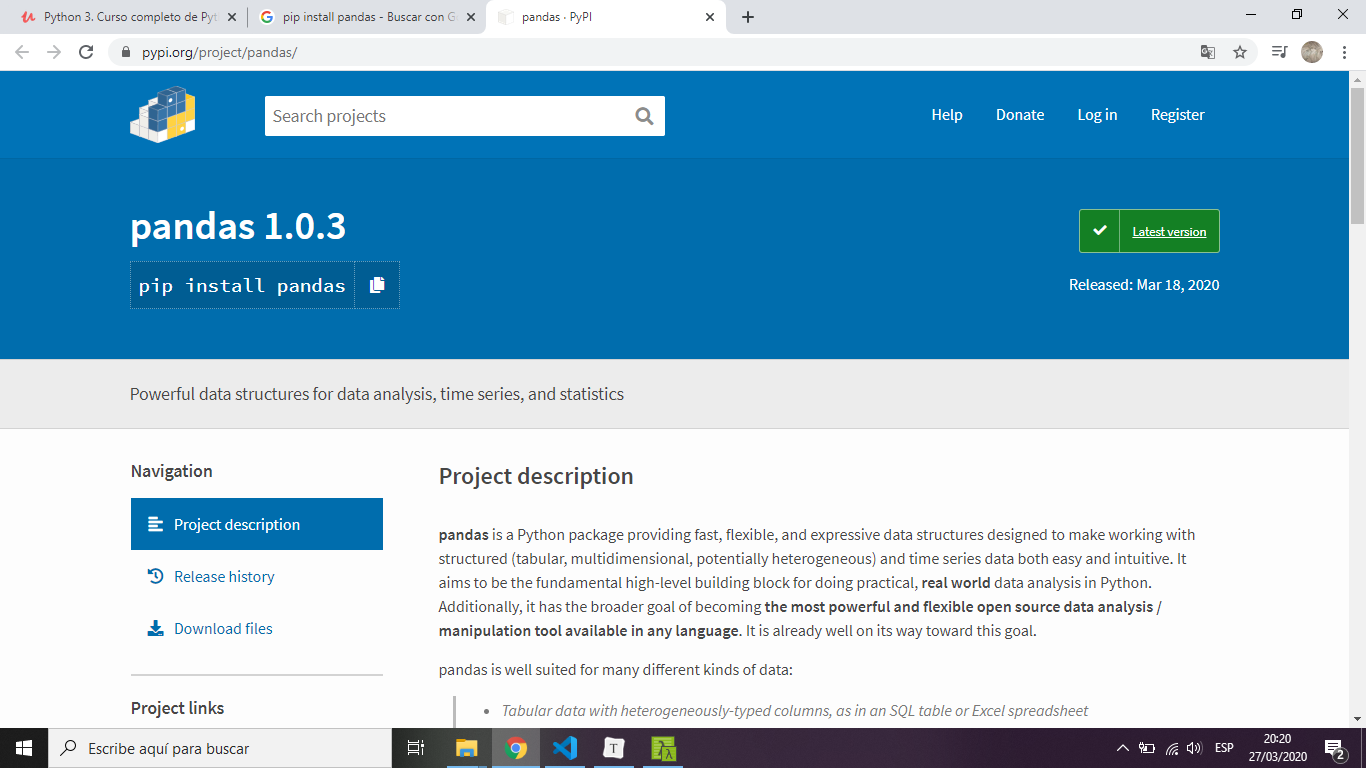 Python 3. Curso completo de Pyt
pip install pandas - Buscar con G
pandas · PyPI
pypi.org/project/pandas/
Search projects
Help
Donate
Log in
Register
pandas 1.0.3
Latest version
pip install pandas
Released: Mar 18, 2020
Powerful data structures for data analysis, time series, and statistics
Navigation
Project description
Release history
Download files
Project links
Project description
pandas is a Python package providing fast, flexible, and expressive data structures designed to make working with
structured (tabular, multidimensional, potentially heterogeneous) and time series data both easy and intuitive. It
aims to be the fundamental high-level building block for doing practical, real world data analysis in Python.
Additionally, it has the broader goal of becoming the most powerful and flexible open source data analysis /
manipulation tool available in any language. It is already well on its way toward this goal.
pandas is well suited for many different kinds of data:
• Tabular data with heterogeneously-typed columns, as in an SQL table or Excel spreadsheet
Escribe aquí para buscar
T
ESP
20:20
27/03/2020
2